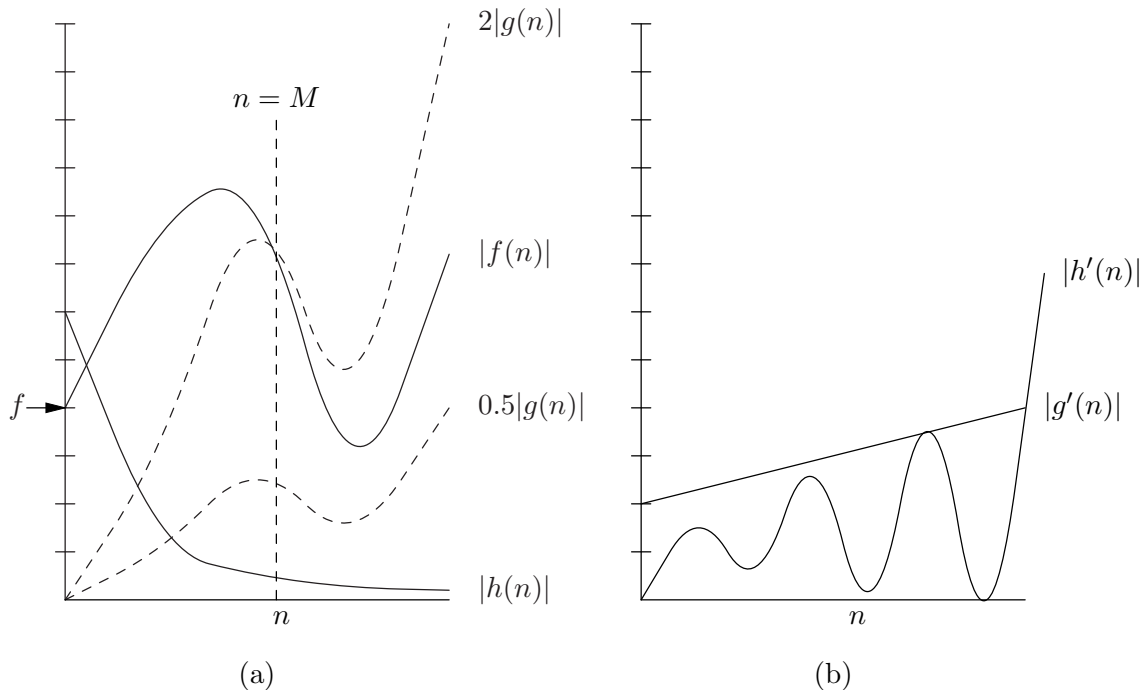 2|g(n)|
n = M
|f(n)|
|h′(n)|
f
0.5|g(n)|
|g′(n)|
|h(n)|
n
n
(a)
(b)